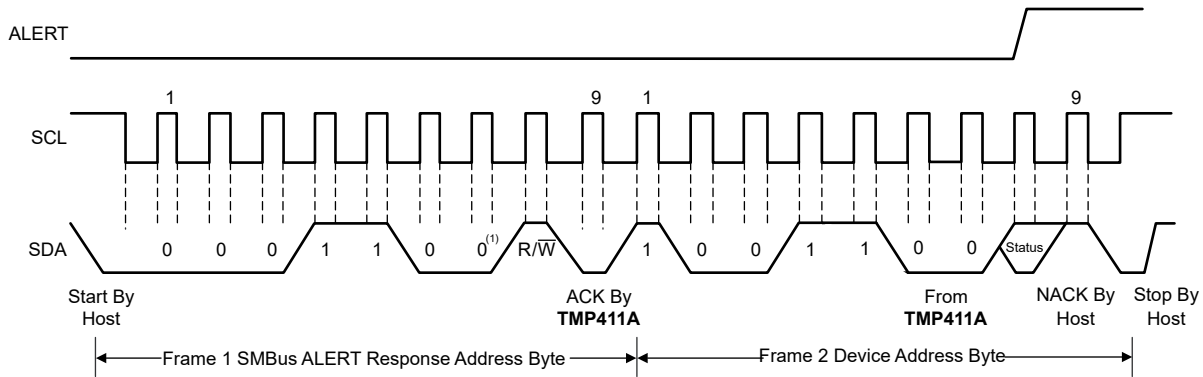 ALERT
1 9 1 9
SCL
SDA 0 0 0 1 1 0 0(1) R/W̅ 1 0 0 1 1 0 0 Status
Start By Host
ACK By TMP411A
From TMP411A
NACK By Host
Stop By Host
Frame 1 SMBus ALERT Response Address Byte
Frame 2 Device Address Byte